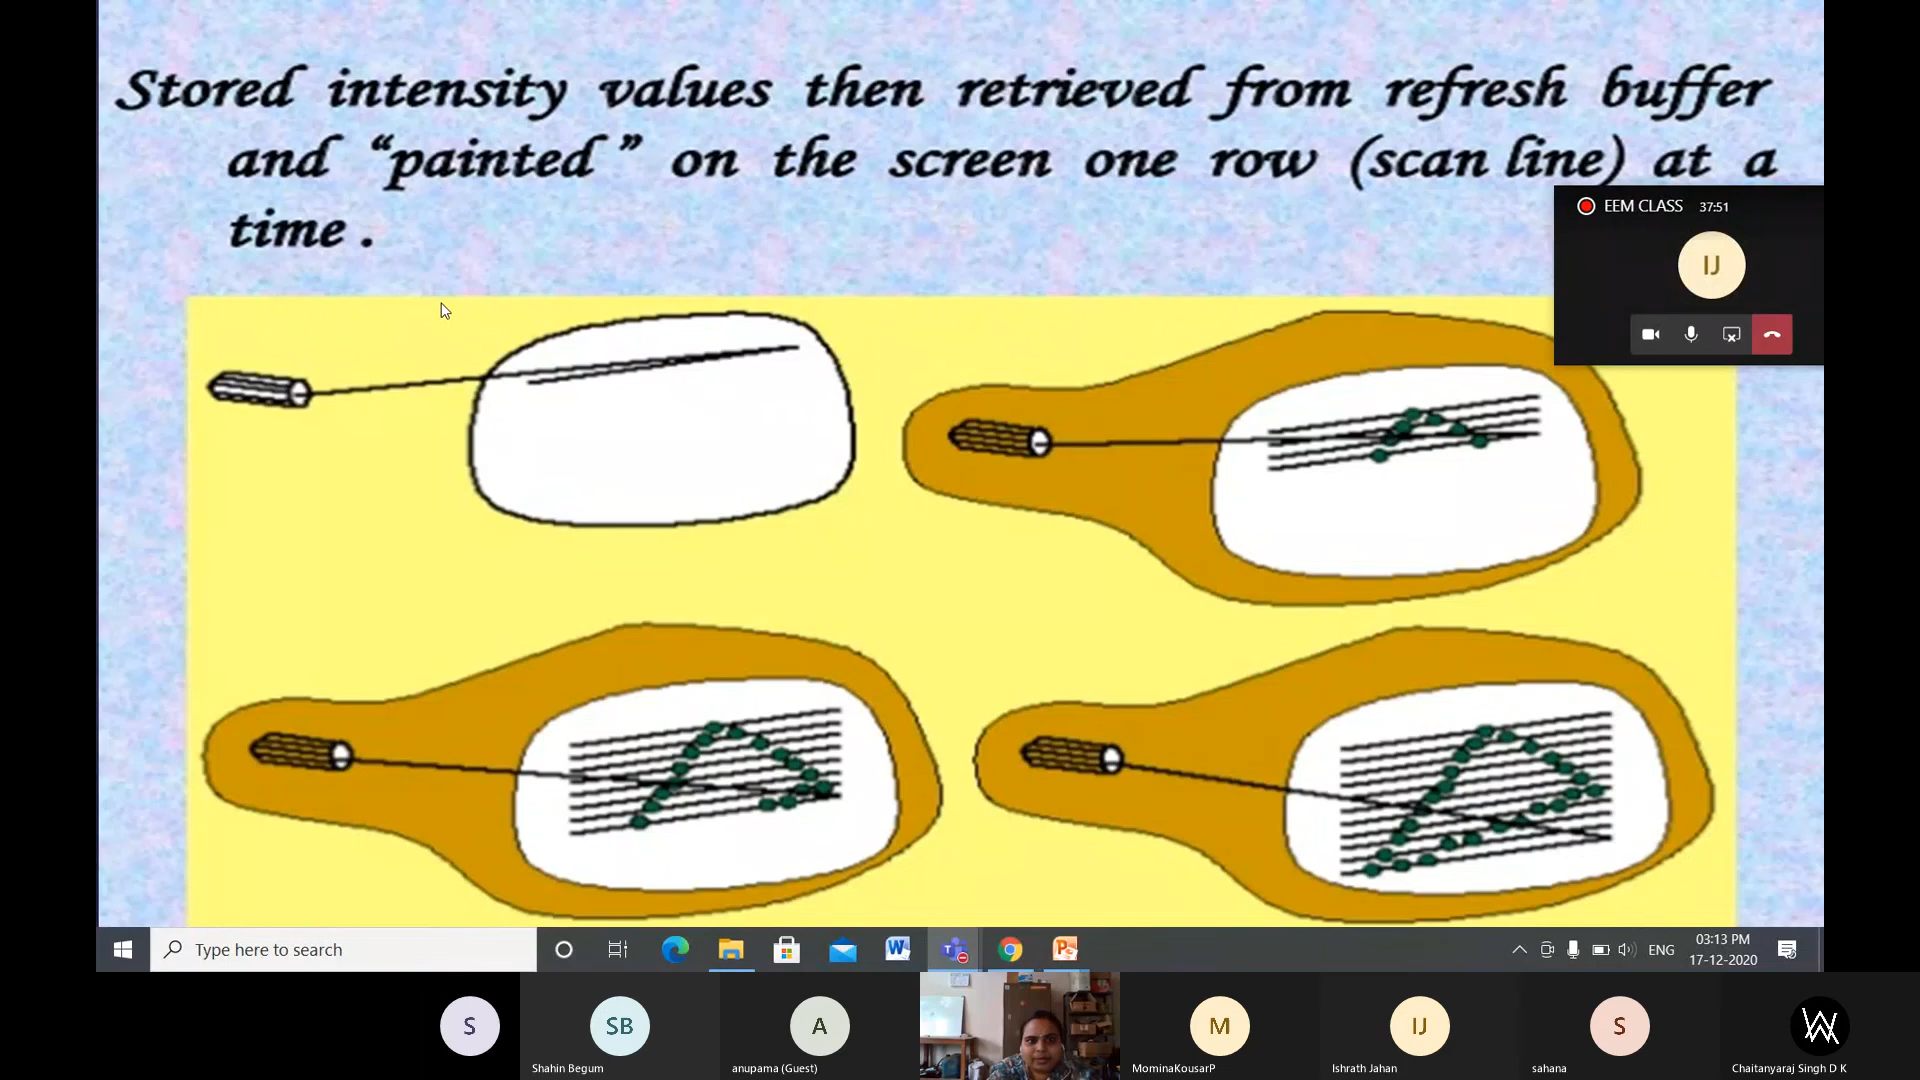 Stored intensity values then retrieved from refresh buffer
and “painted ” on the screen one row (scan line) at a
time .
EEM CLASS 37:51
IJ
Type here to search
ENG
03:13 PM
17-12-2020
S
SB
A
M
IJ
S
Shahin Begum
anupama (Guest)
MominaKousarP
Ishrath Jahan
sahana
Chaitanyaraj Singh D K